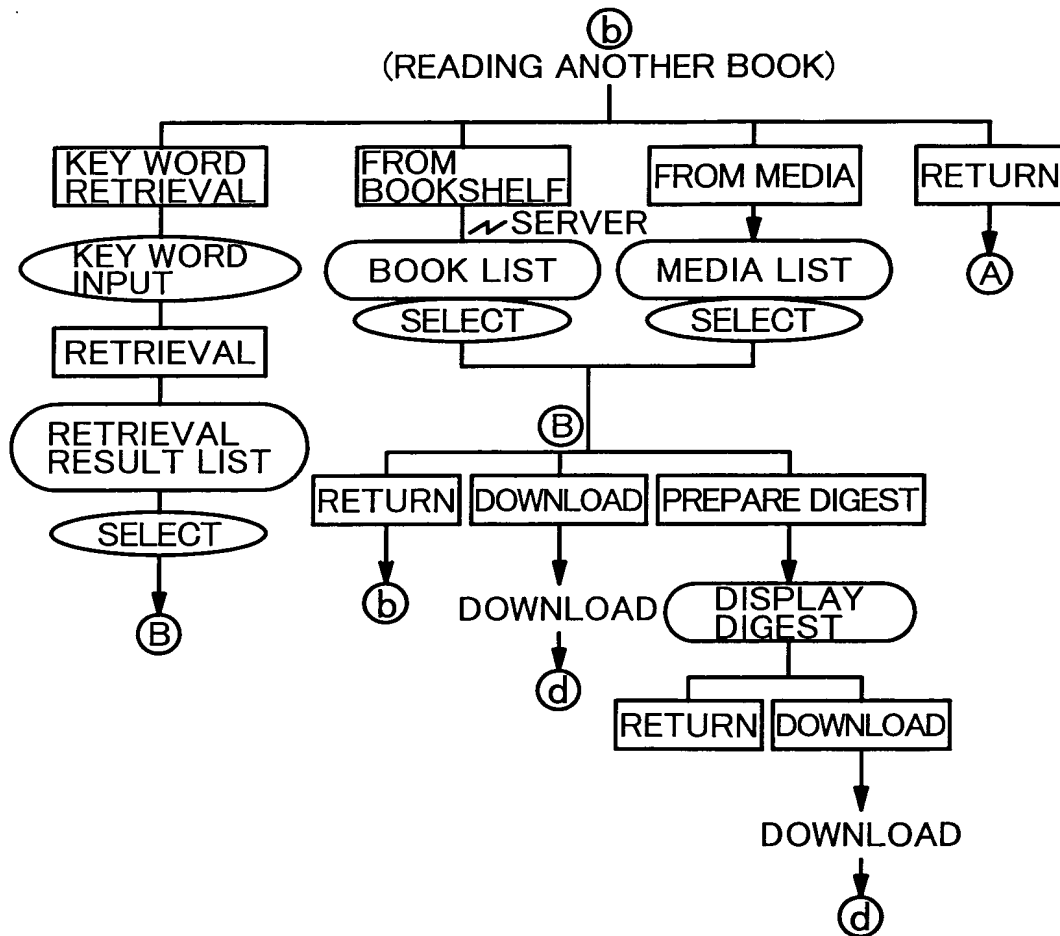 b
(READING ANOTHER BOOK)
KEY WORD
RETRIEVAL
FROM
BOOKSHELF
FROM MEDIA
RETURN
SERVER
KEY WORD
INPUT
BOOK LIST
MEDIA LIST
A
SELECT
SELECT
RETRIEVAL
RETRIEVAL
RESULT LIST
B
RETURN
DOWNLOAD
PREPARE DIGEST
SELECT
b
DOWNLOAD
DISPLAY
DIGEST
B
d
RETURN
DOWNLOAD
DOWNLOAD
d